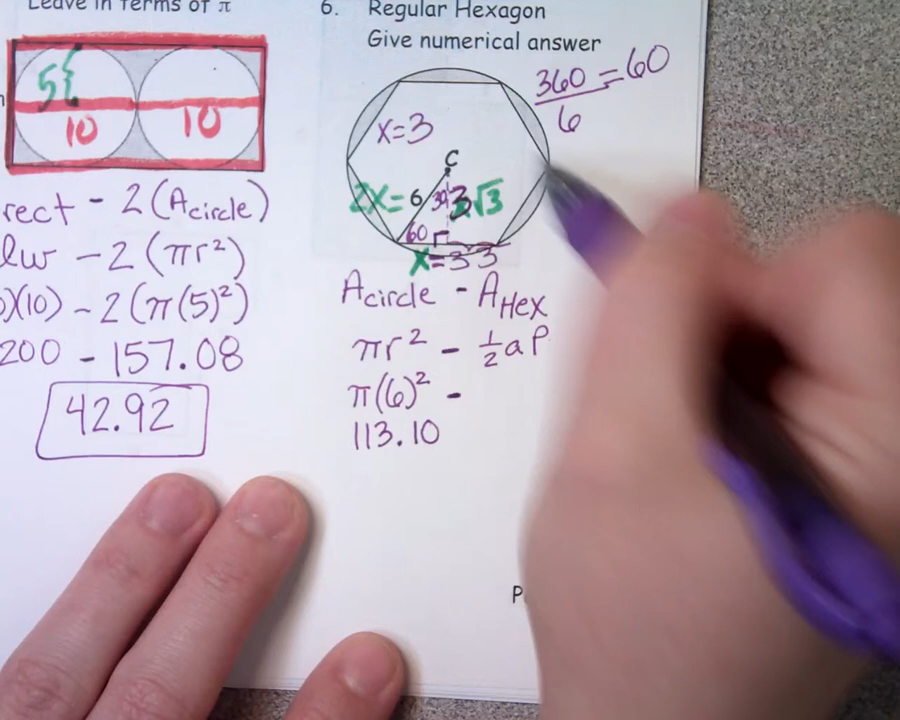 Leave in terms of π
5{
10 10
rect - 2(Acircle)
lw - 2(πr²)
)(10) - 2(π(5)²)
200 - 157.08
42.92
6. Regular Hexagon
Give numerical answer
360/6 = 60
x=3
C
2x= 6 30 3√3
60
x=3 3
Acircle - AHex
πr² - ½aP
π(6)² -
113.10
P